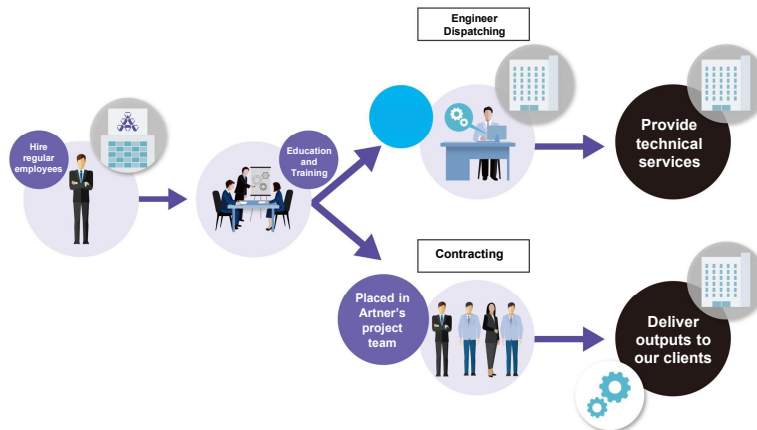 Hire
regular
employees
Education
and
Training
Engineer
Dispatching
Provide
technical
services
Contracting
Placed in
Artner's
project
team
Deliver
outputs to
our clients